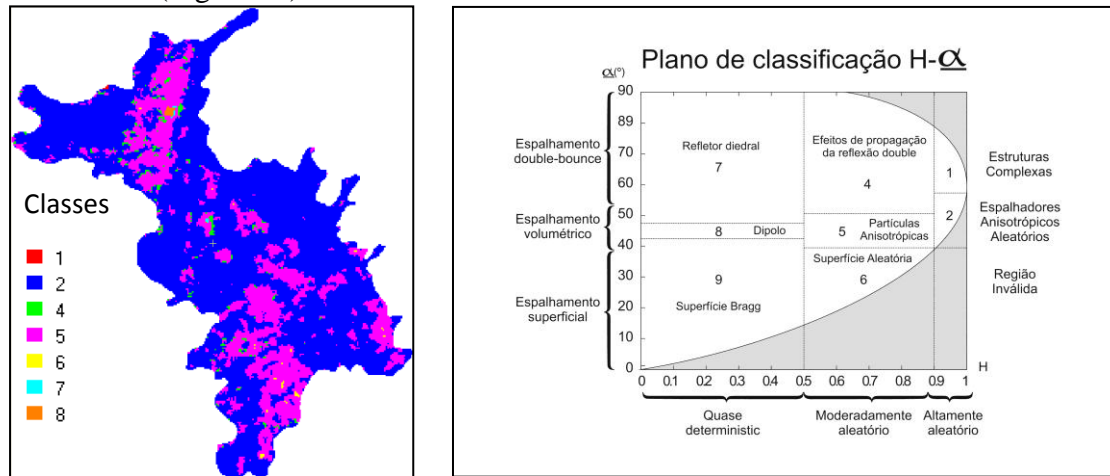 Classes
1
2
4
5
6
7
8
Plano de classificação H-α
α(º)
90
89
70
60
50
40
30
20
10
0
Espalhamento
double-bounce
Espalhamento
volumétrico
Espalhamento
superficial
Refletor diedral
7
Efeitos de propagação
da reflexão double
4
1
Estruturas
Complexas
8 Dipolo
5 Partículas
Anisotrópicas
2
Espalhadores
Anisotrópicos
Aleatórios
9
Superfície Bragg
Superfície Aleatória
6
Região
Inválida
H
0 0.1 0.2 0.3 0.4 0.5 0.6 0.7 0.8 0.9 1
Quase
deterministic
Moderadamente
aleatório
Altamente
aleatório